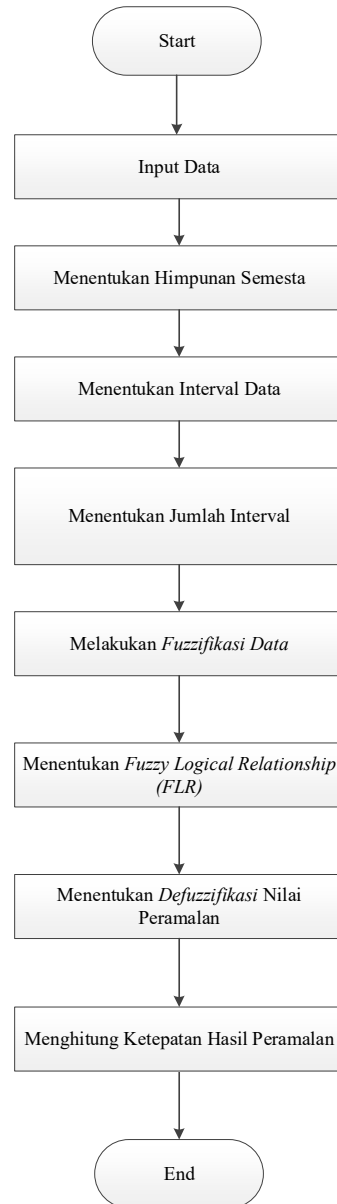 Start
Input Data
Menentukan Himpunan Semesta
Menentukan Interval Data
Menentukan Jumlah Interval
Melakukan Fuzzifikasi Data
Menentukan Fuzzy Logical Relationship
(FLR)
Menentukan Defuzzifikasi Nilai
Peramalan
Menghitung Ketepatan Hasil Peramalan
End